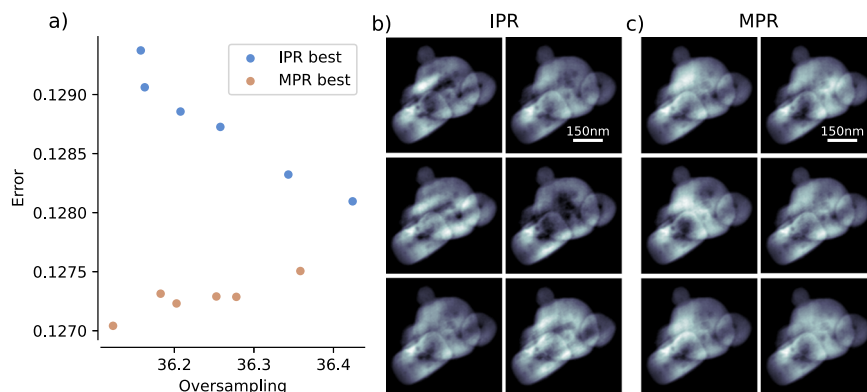 a)
IPR best
MPR best
0.1290
0.1285
0.1280
0.1275
0.1270
Error
36.2 36.3 36.4
Oversampling
b) IPR
150nm
c) MPR
150nm